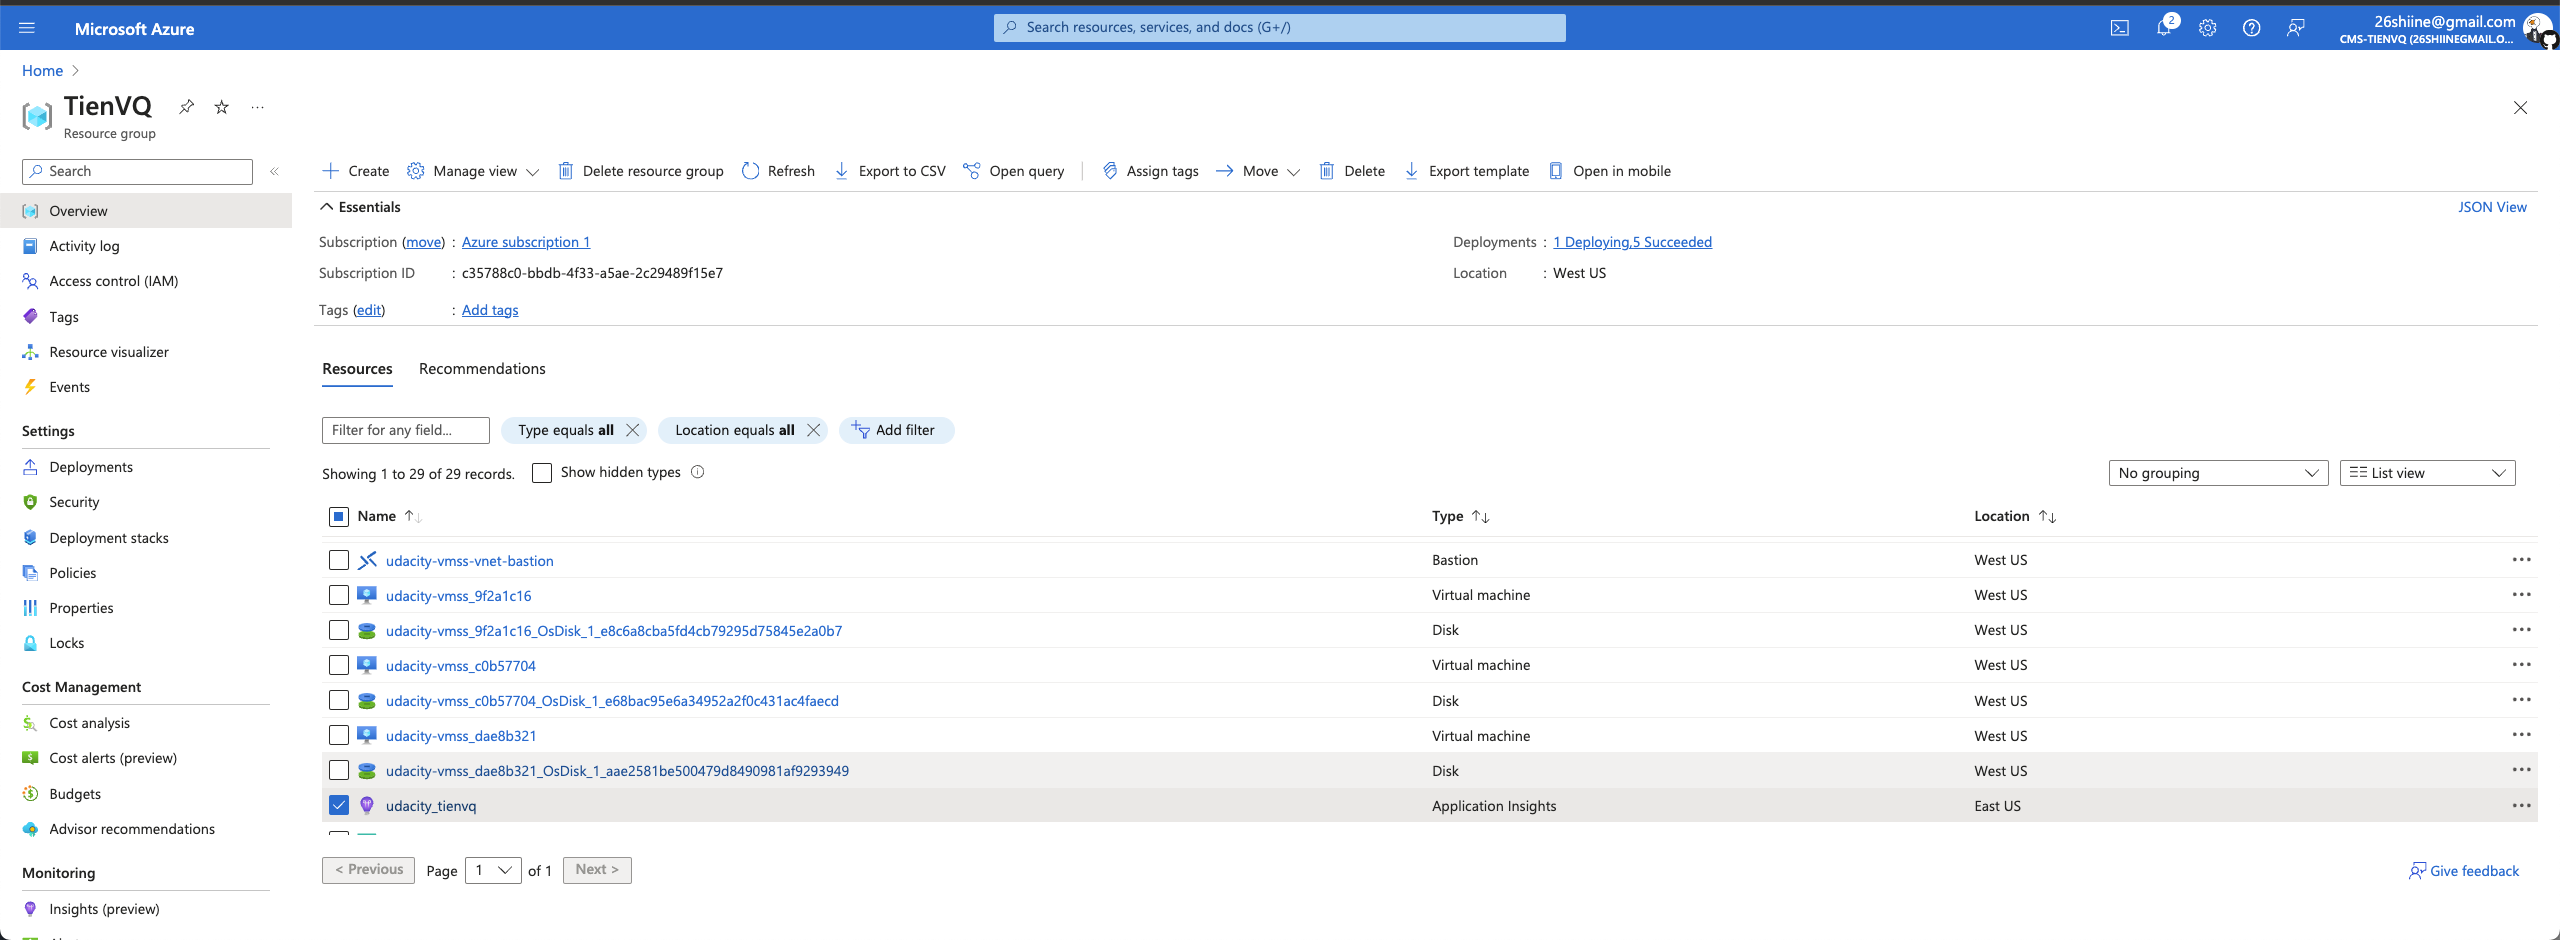 Microsoft Azure
Search resources, services, and docs (G+/)
2
26shiine@gmail.com
CMS-TIENVQ (26SHIINEGMAIL.O...
Home
TienVQ
Resource group
Search
Overview
Activity log
Access control (IAM)
Tags
Resource visualizer
Events
Settings
Deployments
Security
Deployment stacks
Policies
Properties
Locks
Cost Management
Cost analysis
Cost alerts (preview)
Budgets
Advisor recommendations
Monitoring
Insights (preview)
Create Manage view Delete resource group Refresh Export to CSV Open query Assign tags Move Delete Export template Open in mobile
Essentials JSON View
Subscription (move) : Azure subscription 1 Deployments : 1 Deploying,5 Succeeded
Subscription ID : c35788c0-bbdb-4f33-a5ae-2c29489f15e7 Location : West US
Tags (edit) : Add tags
Resources Recommendations
Filter for any field... Type equals all Location equals all Add filter
Showing 1 to 29 of 29 records. Show hidden types No grouping List view
Name Type Location
udacity-vmss-vnet-bastion Bastion West US
udacity-vmss_9f2a1c16 Virtual machine West US
udacity-vmss_9f2a1c16_OsDisk_1_e8c6a8cba5fd4cb79295d75845e2a0b7 Disk West US
udacity-vmss_c0b57704 Virtual machine West US
udacity-vmss_c0b57704_OsDisk_1_e68bac95e6a34952a2f0c431ac4faecd Disk West US
udacity-vmss_dae8b321 Virtual machine West US
udacity-vmss_dae8b321_OsDisk_1_aae2581be500479d8490981af9293949 Disk West US
udacity_tienvq Application Insights East US
< Previous Page 1 of 1 Next > Give feedback